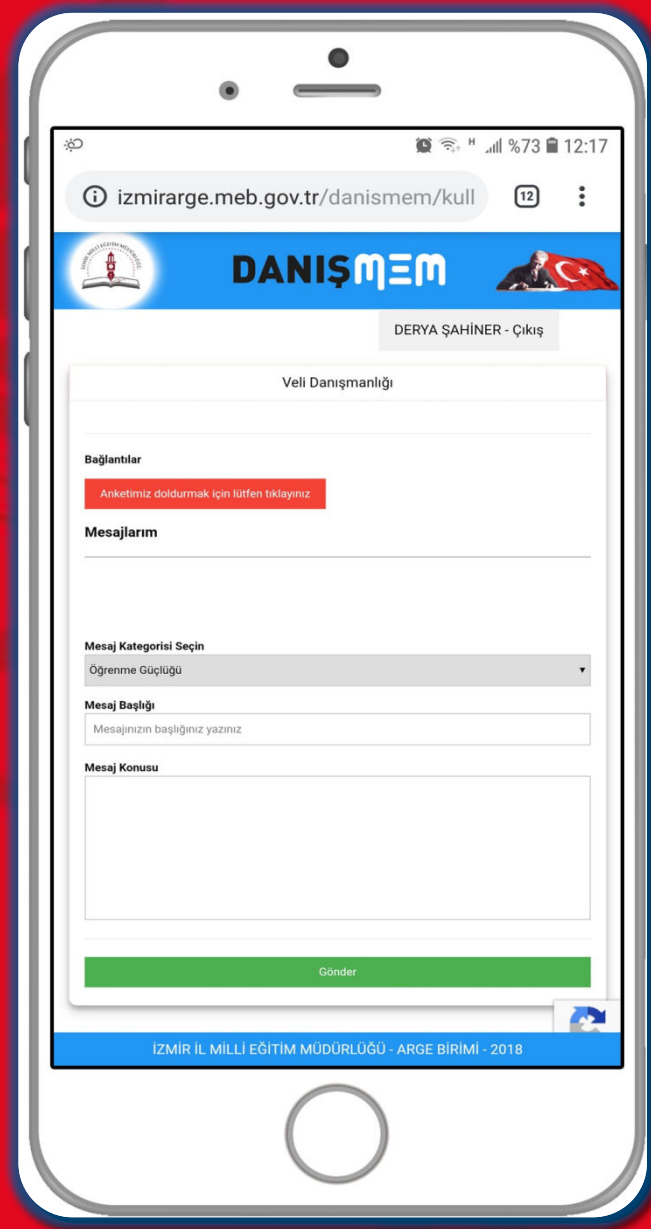 %73 12:17
izmirarge.meb.gov.tr/danismem/kull 12
DANIŞMEM
DERYA ŞAHİNER - Çıkış
Veli Danışmanlığı
Bağlantılar
Anketimiz doldurmak için lütfen tıklayınız
Mesajlarım
Mesaj Kategorisi Seçin
Öğrenme Güçlüğü
Mesaj Başlığı
Mesajınızın başlığınız yazınız
Mesaj Konusu
Gönder
İZMİR İL MİLLİ EĞİTİM MÜDÜRLÜĞÜ - ARGE BİRİMİ - 2018